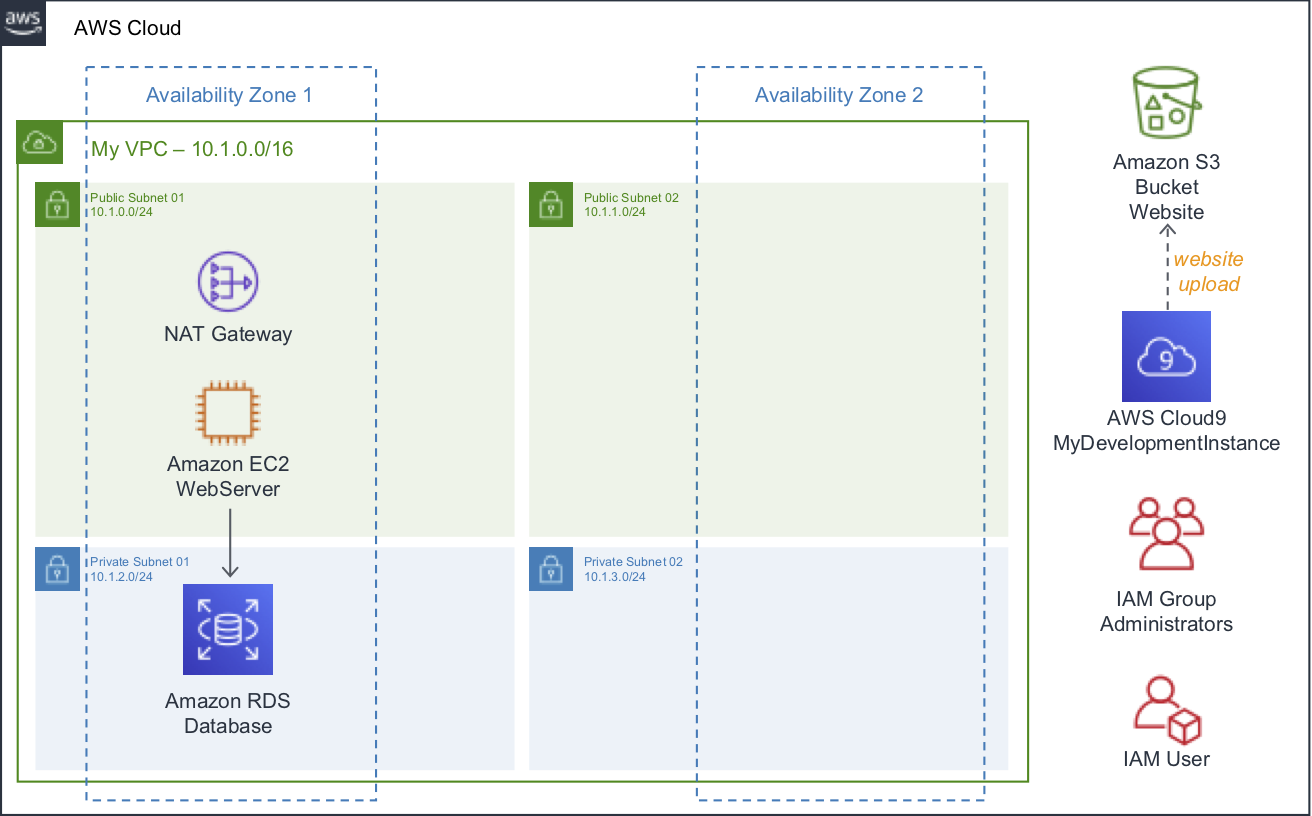 aws
AWS Cloud
Availability Zone 1
Availability Zone 2
My VPC – 10.1.0.0/16
Public Subnet 01
10.1.0.0/24
Public Subnet 02
10.1.1.0/24
NAT Gateway
Amazon EC2
WebServer
Private Subnet 01
10.1.2.0/24
Private Subnet 02
10.1.3.0/24
Amazon RDS
Database
Amazon S3
Bucket
Website
website
upload
9
AWS Cloud9
MyDevelopmentInstance
IAM Group
Administrators
IAM User